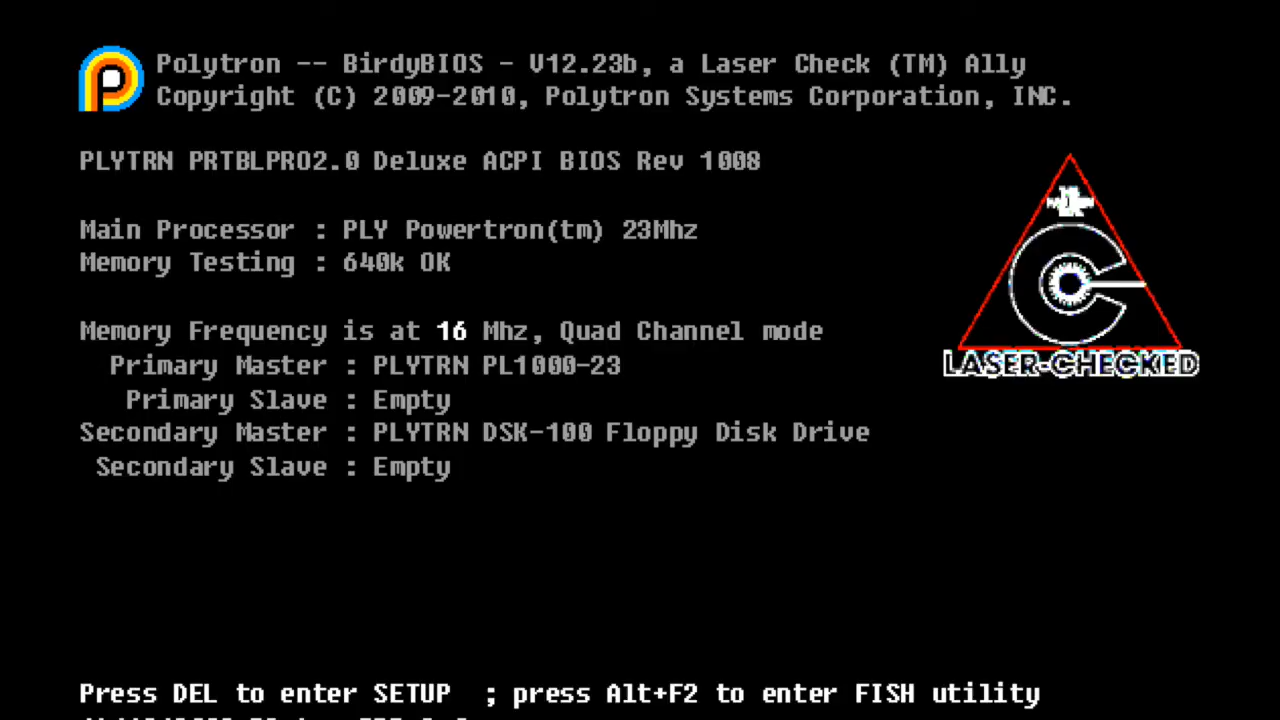 Polytron -- BirdyBIOS - V12.23b, a Laser Check (TM) Ally
Copyright (C) 2009-2010, Polytron Systems Corporation, INC.
PLYTRN PRTBLPRO2.0 Deluxe ACPI BIOS Rev 1008
Main Processor : PLY Powertron(tm) 23Mhz
Memory Testing : 640k OK
Memory Frequency is at 16 Mhz, Quad Channel mode
Primary Master : PLYTRN PL1000-23
Primary Slave : Empty
Secondary Master : PLYTRN DSK-100 Floppy Disk Drive
Secondary Slave : Empty
LASER-CHECKED
Press DEL to enter SETUP ; press Alt+F2 to enter FISH utility